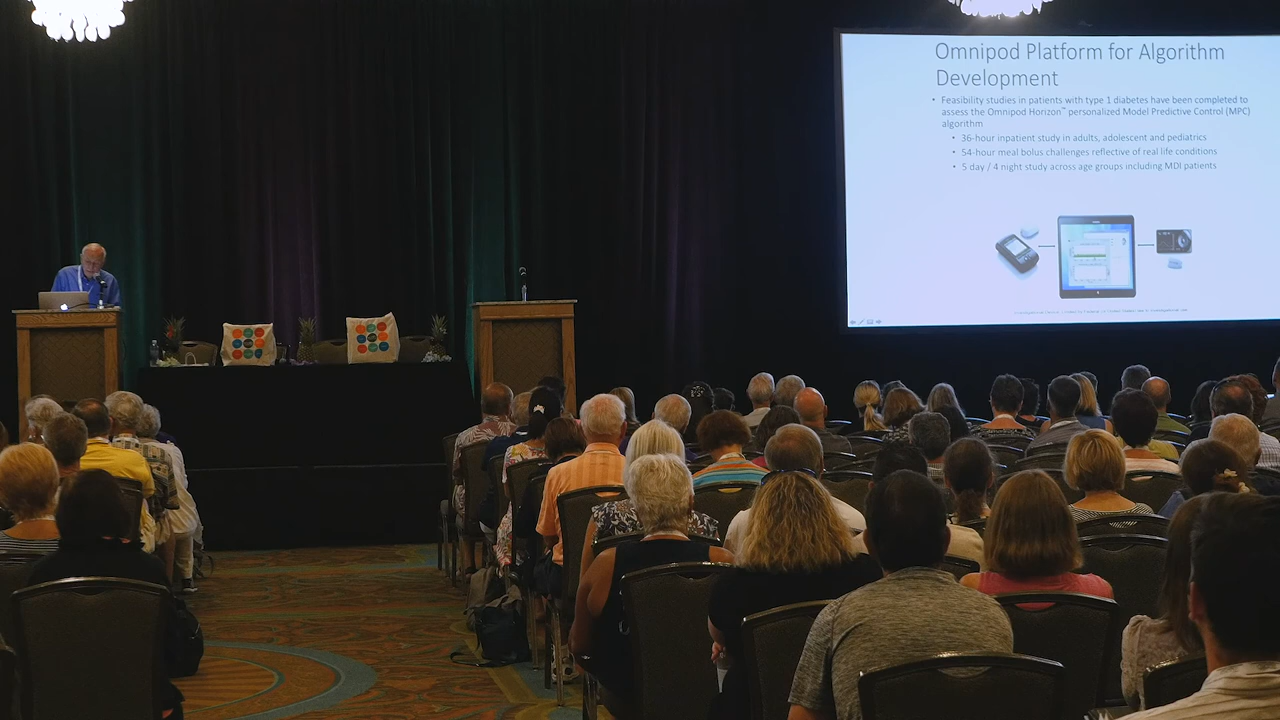 Omnipod Platform for Algorithm
Development
• Feasibility studies in patients with type 1 diabetes have been completed to
assess the Omnipod Horizon™ personalized Model Predictive Control (MPC)
algorithm
• 36-hour inpatient study in adults, adolescent and pediatrics
• 54-hour meal bolus challenges reflective of real life conditions
• 5 day / 4 night study across age groups including MDI patients